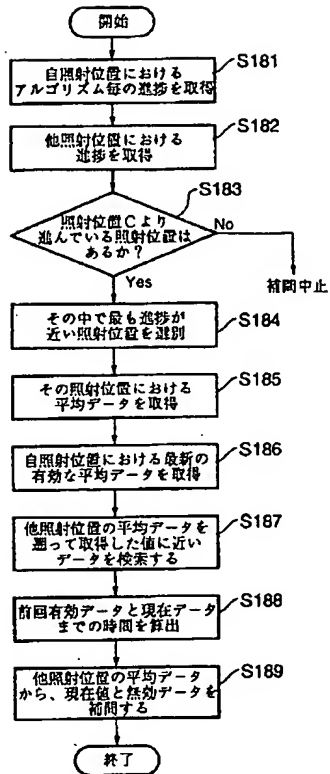 開始
S181
自照射位置における
アルゴリズム毎の進捗を取得
S182
他照射位置における
進捗を取得
S183
照射位置Cより
進んでいる照射位置は
あるか?
No
補間中止
Yes
S184
その中で最も進捗が
近い照射位置を選別
S185
その照射位置における
平均データを取得
S186
自照射位置における最新の
有効な平均データを取得
S187
他照射位置の平均データを
遡って取得した値に近い
データを検索する
S188
前回有効データと現在データ
までの時間を算出
S189
他照射位置の平均データ
から、現在値と無効データを
補間する
終了